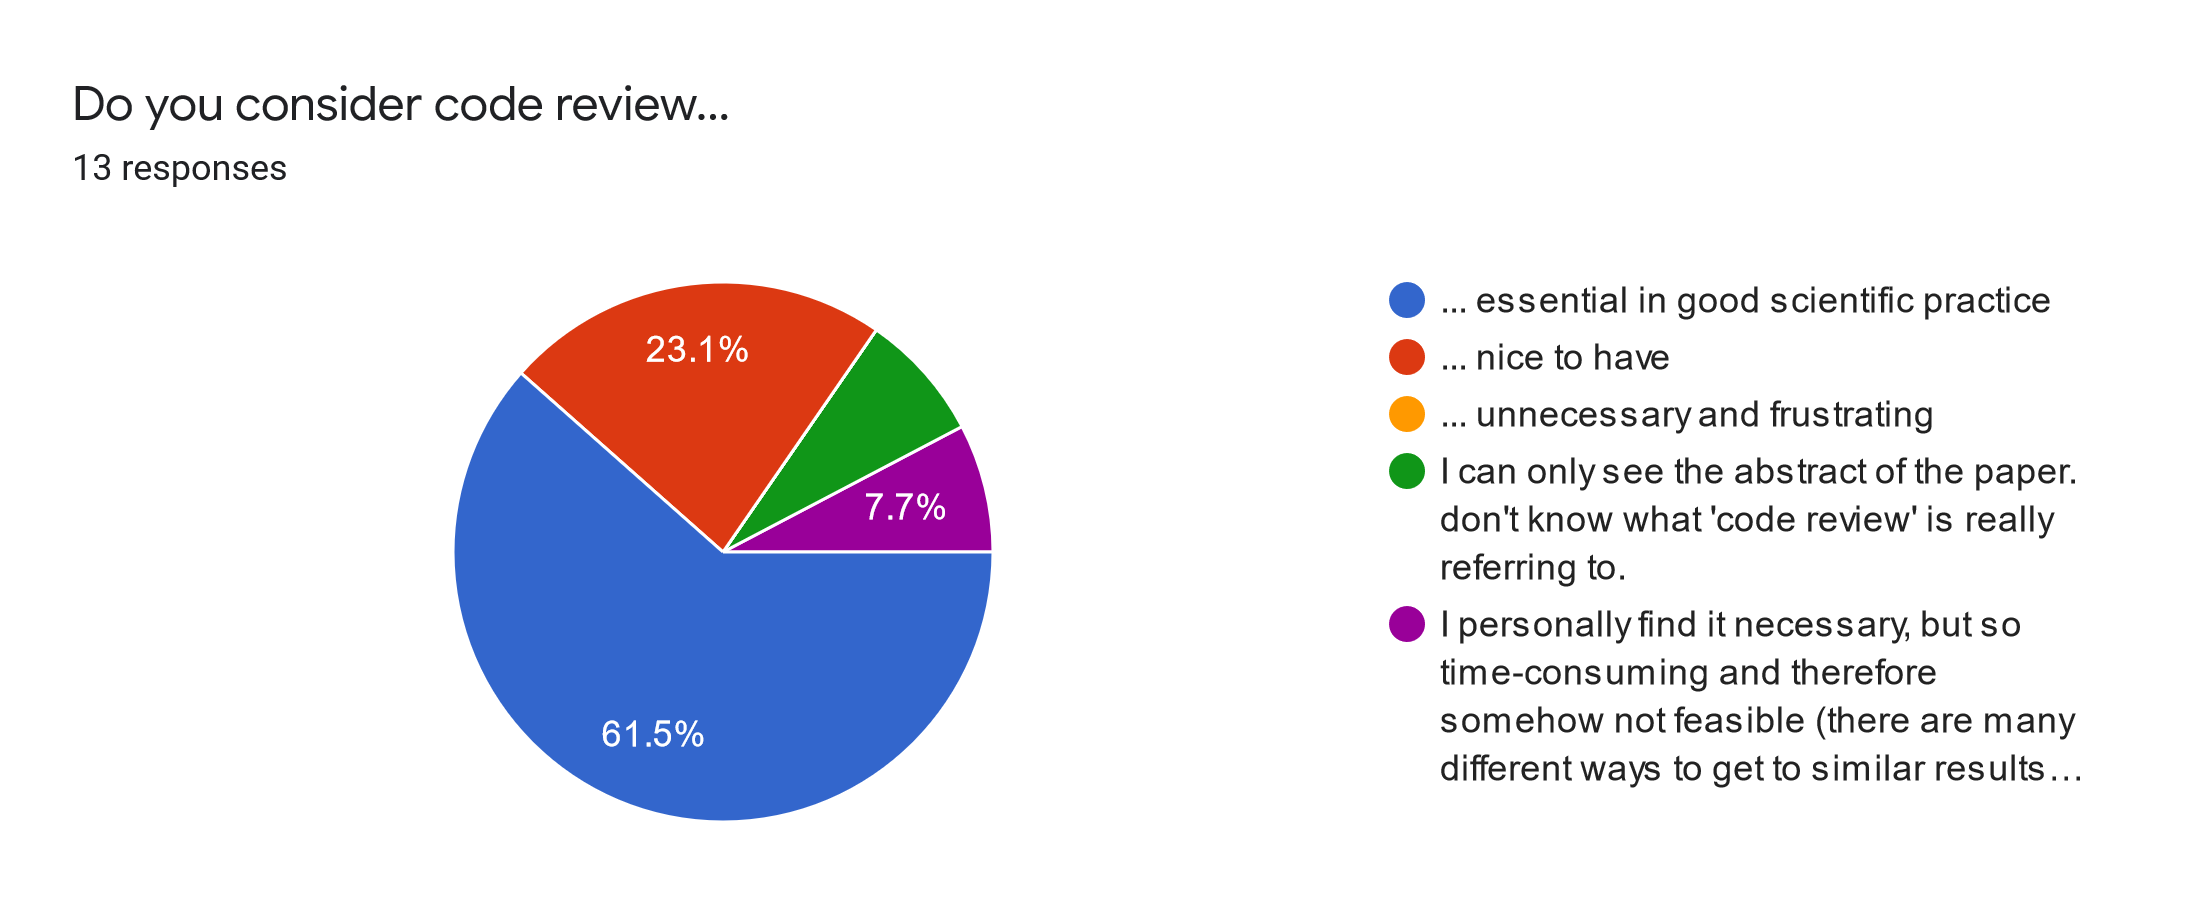 Do you consider code review...
13 responses
23.1%
7.7%
61.5%
... essential in good scientific practice
... nice to have
... unnecessary and frustrating
I can only see the abstract of the paper.
don't know what 'code review' is really
referring to.
I personally find it necessary, but so
time-consuming and therefore
somehow not feasible (there are many
different ways to get to similar results…